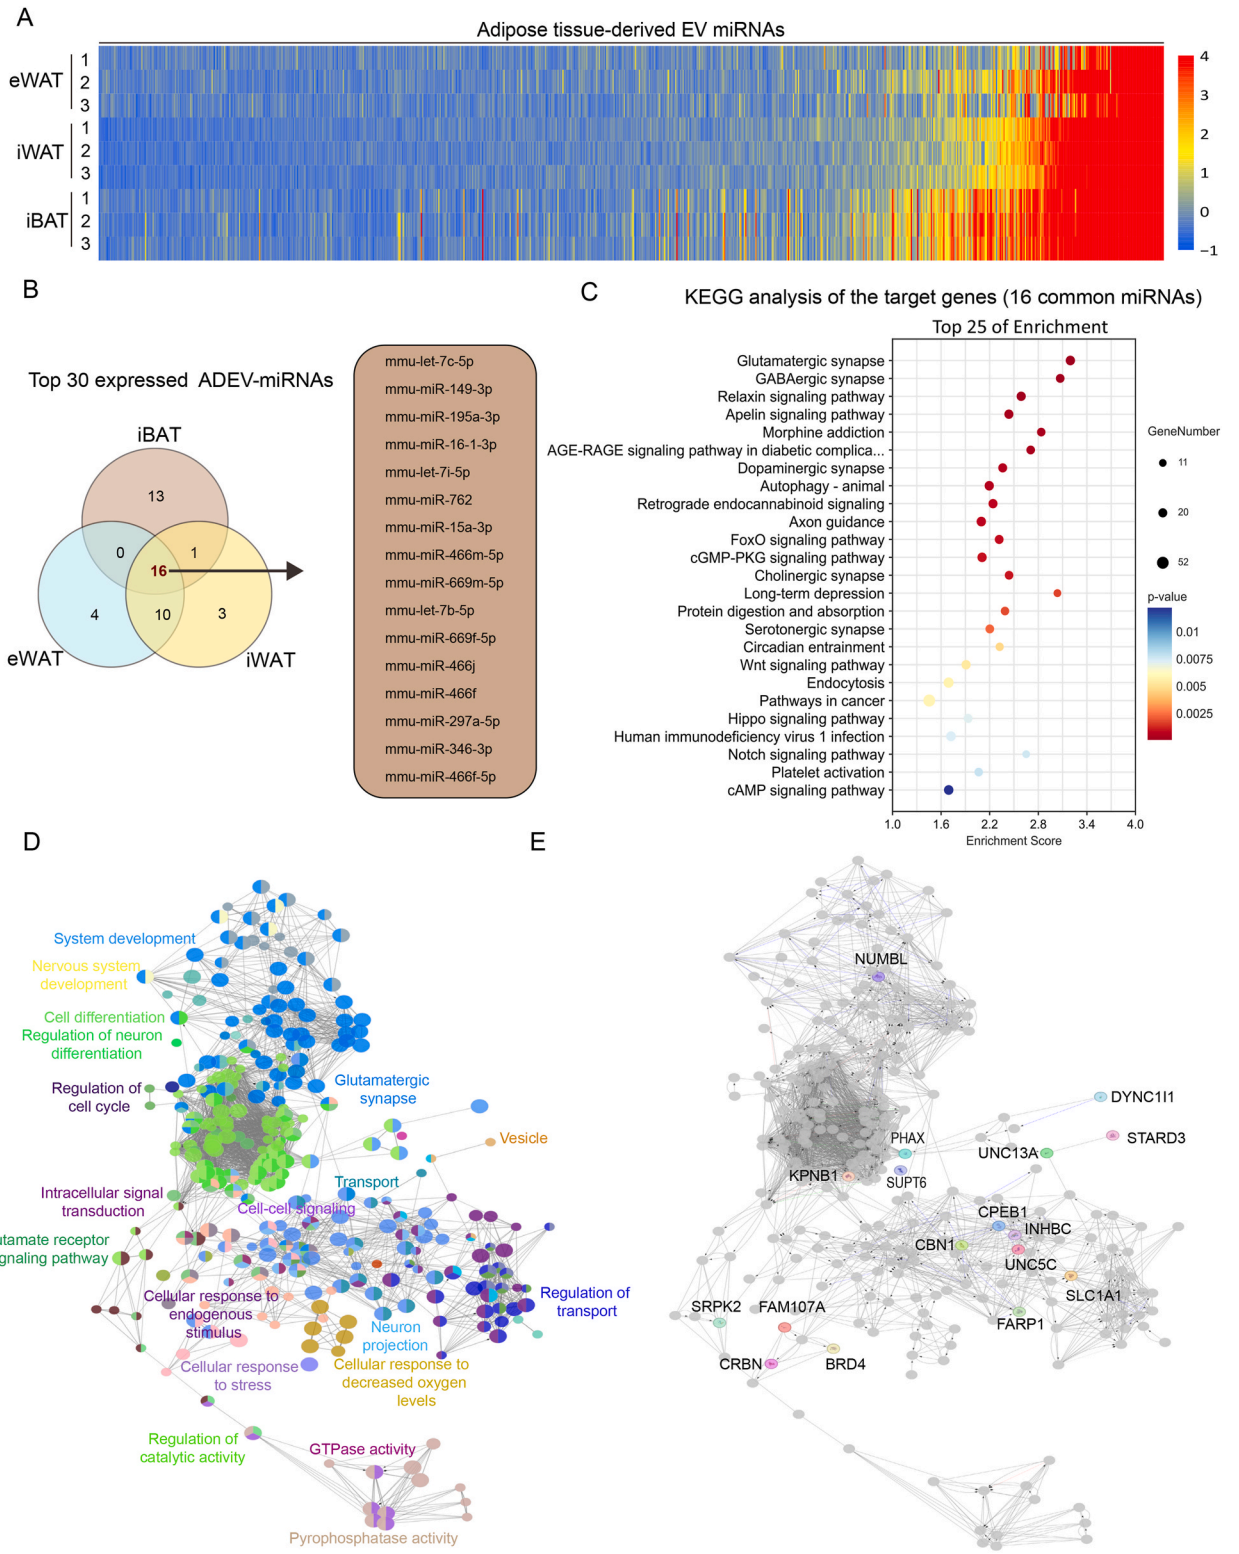 A
Adipose tissue-derived EV miRNAs
eWAT
1
2
3
iWAT
1
2
3
iBAT
1
2
3
4
3
2
1
0
−1
B
Top 30 expressed ADEV-miRNAs
iBAT
13
0
1
16
4
10
3
eWAT
iWAT
mmu-let-7c-5p
mmu-miR-149-3p
mmu-miR-195a-3p
mmu-miR-16-1-3p
mmu-let-7i-5p
mmu-miR-762
mmu-miR-15a-3p
mmu-miR-466m-5p
mmu-miR-669m-5p
mmu-let-7b-5p
mmu-miR-669f-5p
mmu-miR-466j
mmu-miR-466f
mmu-miR-297a-5p
mmu-miR-346-3p
mmu-miR-466f-5p
C
KEGG analysis of the target genes (16 common miRNAs)
Top 25 of Enrichment
Glutamatergic synapse
GABAergic synapse
Relaxin signaling pathway
Apelin signaling pathway
Morphine addiction
AGE-RAGE signaling pathway in diabetic complica...
Dopaminergic synapse
Autophagy - animal
Retrograde endocannabinoid signaling
Axon guidance
FoxO signaling pathway
cGMP-PKG signaling pathway
Cholinergic synapse
Long-term depression
Protein digestion and absorption
Serotonergic synapse
Circadian entrainment
Wnt signaling pathway
Endocytosis
Pathways in cancer
Hippo signaling pathway
Human immunodeficiency virus 1 infection
Notch signaling pathway
Platelet activation
cAMP signaling pathway
1.0 1.6 2.2 2.8 3.4 4.0
Enrichment Score
GeneNumber
11
20
52
p-value
0.01
0.0075
0.005
0.0025
D
System development
Nervous system
development
Cell differentiation
Regulation of neuron
differentiation
Regulation of
cell cycle
Glutamatergic
synapse
Vesicle
Transport
Intracellular signal
transduction
Cell-cell signaling
utamate receptor
gnaling pathway
Cellular response to
endogenous
stimulus
Regulation of
transport
Neuron
projection
Cellular response
to stress
Cellular response to
decreased oxygen
levels
Regulation of
catalytic activity
GTPase activity
Pyrophosphatase activity
E
NUMBL
DYNC1I1
STARD3
PHAX
UNC13A
KPNB1
SUPT6
CPEB1
INHBC
CBN1
UNC5C
SLC1A1
SRPK2
FAM107A
FARP1
CRBN
BRD4